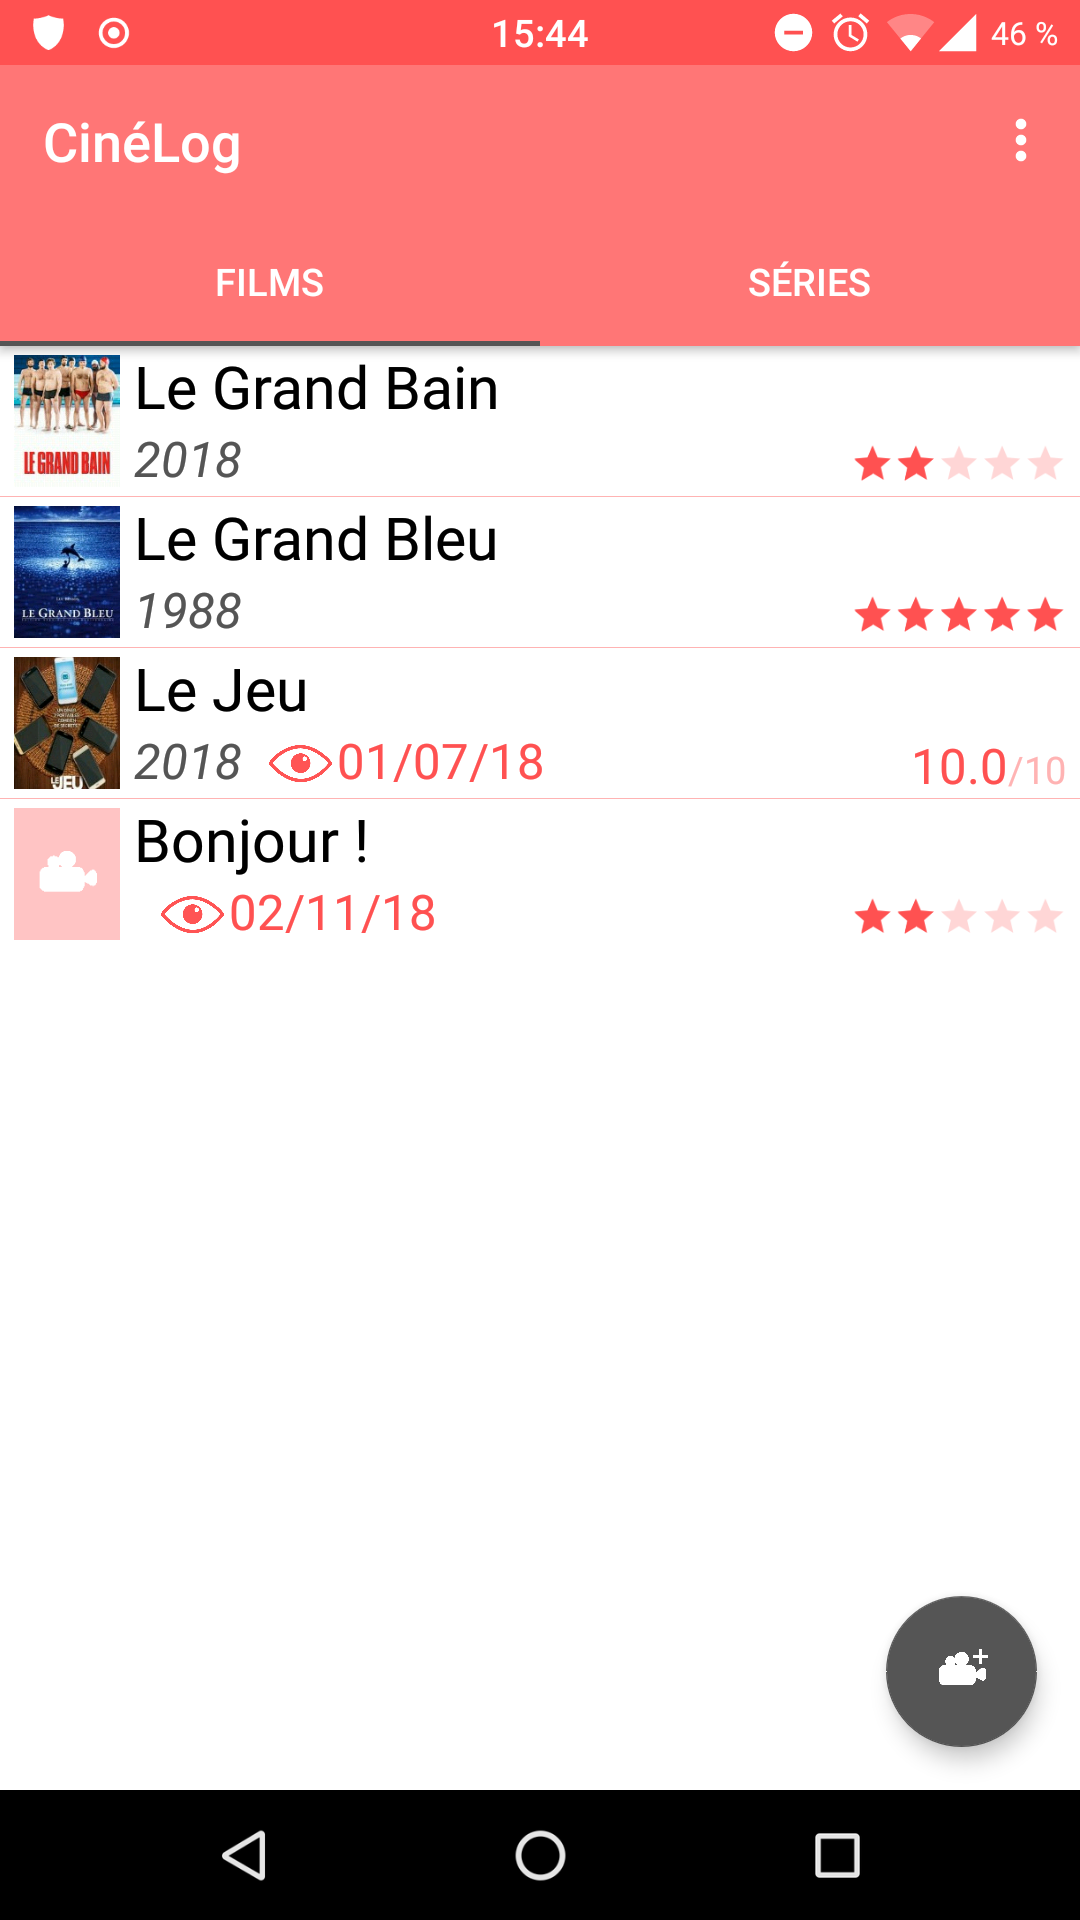 15:44
46 %
CinéLog
FILMS
SÉRIES
LE GRAND BAIN
Le Grand Bain
2018
LE GRAND BLEU
Le Grand Bleu
1988
LE JEU
Le Jeu
2018 01/07/18
10.0/10
Bonjour !
02/11/18